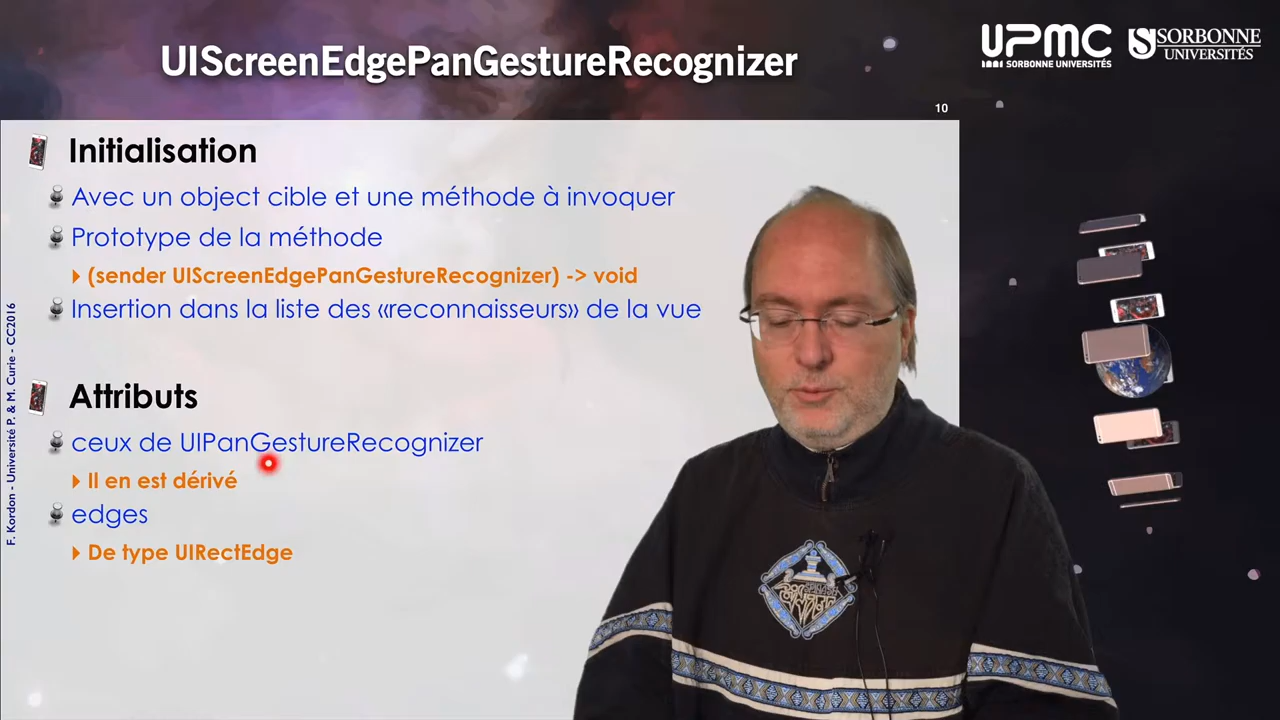 UIScreenEdgePanGestureRecognizer
UPMC
SORBONNE UNIVERSITÉS
SORBONNE
UNIVERSITÉS
10
Initialisation
Avec un object cible et une méthode à invoquer
Prototype de la méthode
(sender UIScreenEdgePanGestureRecognizer) -> void
Insertion dans la liste des «reconnaisseurs» de la vue
Attributs
ceux de UIPanGestureRecognizer
Il en est dérivé
edges
De type UIRectEdge
F. Kordon - Université P. & M. Curie - CC2016